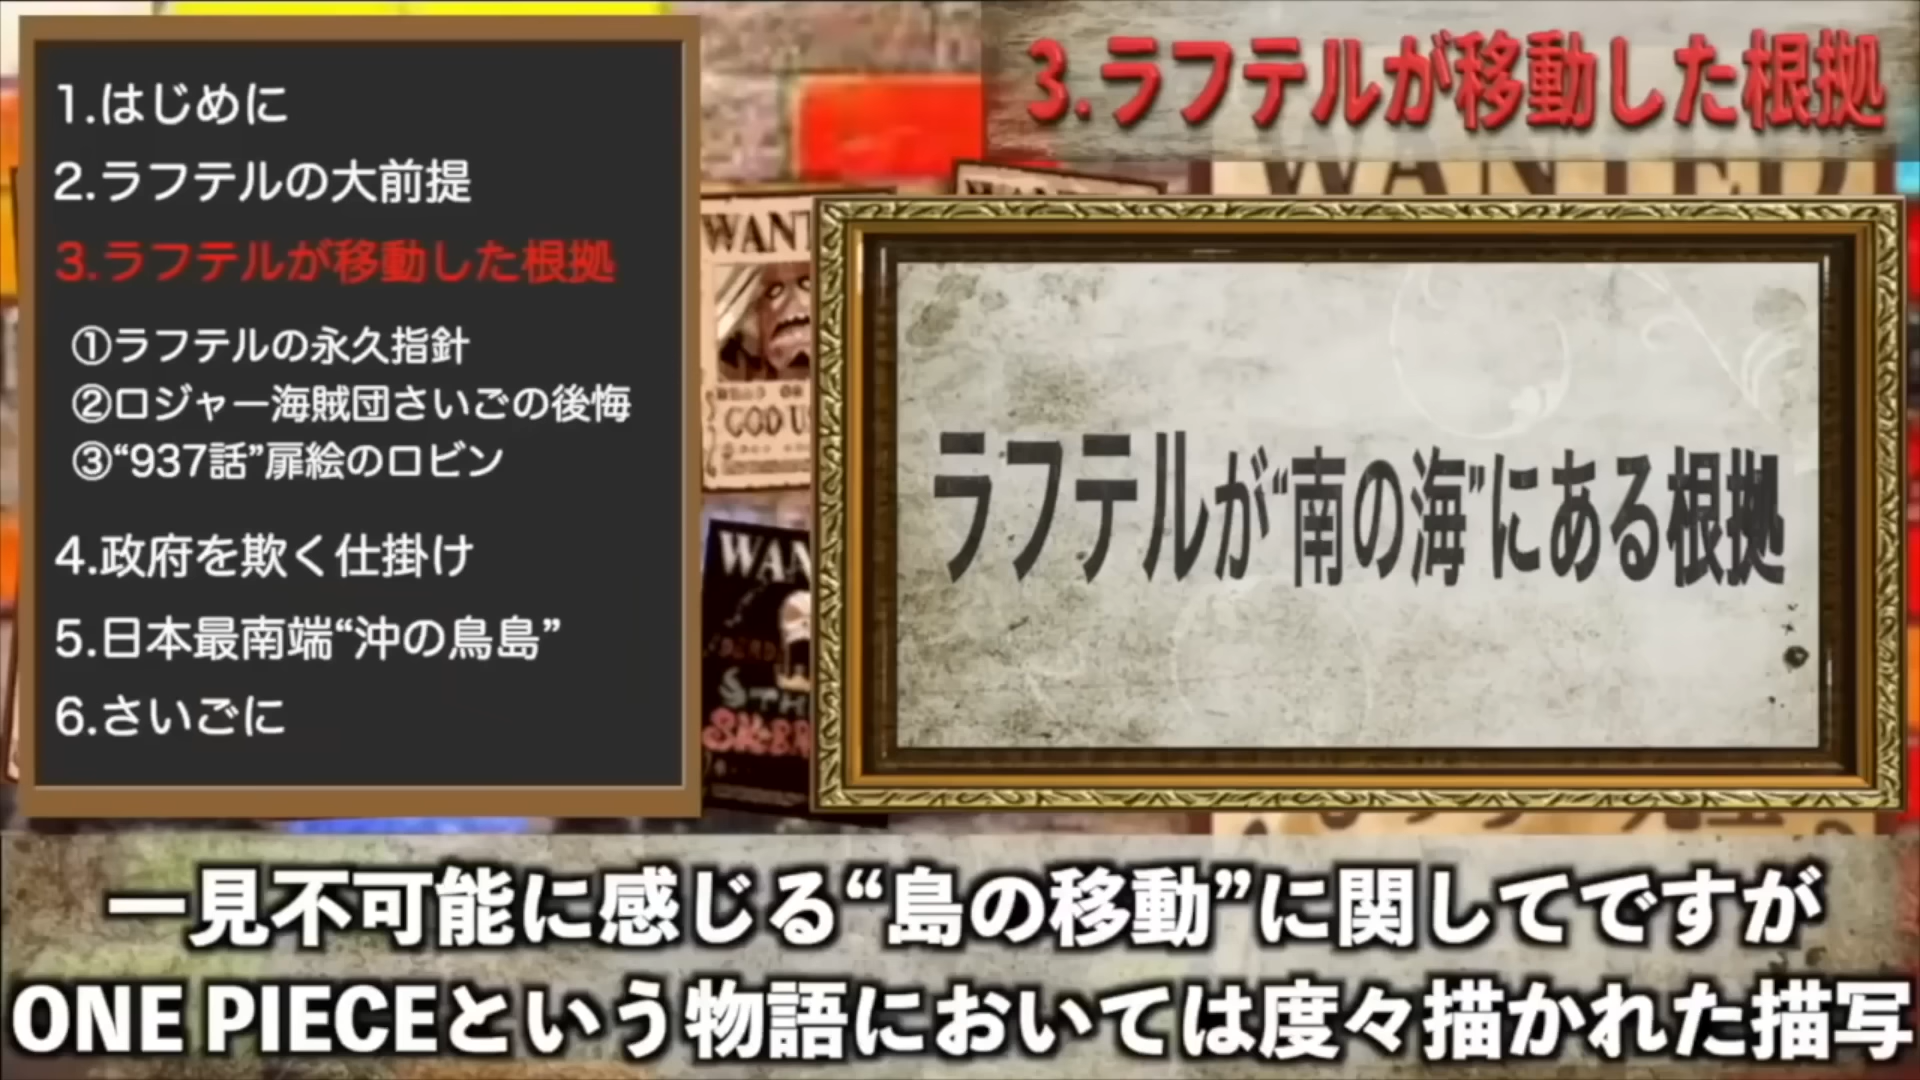 1.はじめに
2.ラフテルの大前提
3.ラフテルが移動した根拠
①ラフテルの永久指針
②ロジャー海賊団さいごの後悔
③“937話”扉絵のロビン
4.政府を欺く仕掛け
5.日本最南端“沖の鳥島”
6.さいごに
3.ラフテルが移動した根拠
WANTED
WANT
GOD U
ラフテルが“南の海”にある根拠
WAN
一見不可能に感じる“島の移動”に関してですが
ONE PIECEという物語においては度々描かれた描写